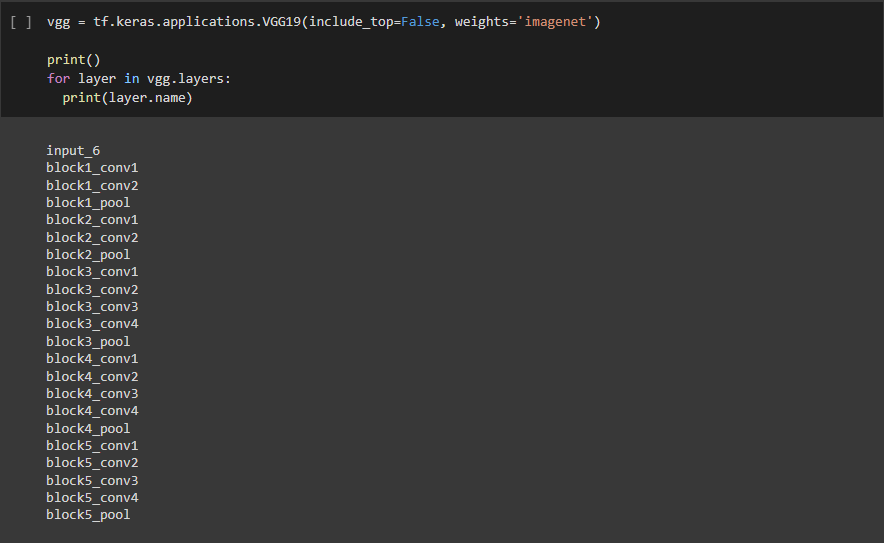 [ ] vgg = tf.keras.applications.VGG19(include_top=False, weights='imagenet')
print()
for layer in vgg.layers:
  print(layer.name)
input_6
block1_conv1
block1_conv2
block1_pool
block2_conv1
block2_conv2
block2_pool
block3_conv1
block3_conv2
block3_conv3
block3_conv4
block3_pool
block4_conv1
block4_conv2
block4_conv3
block4_conv4
block4_pool
block5_conv1
block5_conv2
block5_conv3
block5_conv4
block5_pool